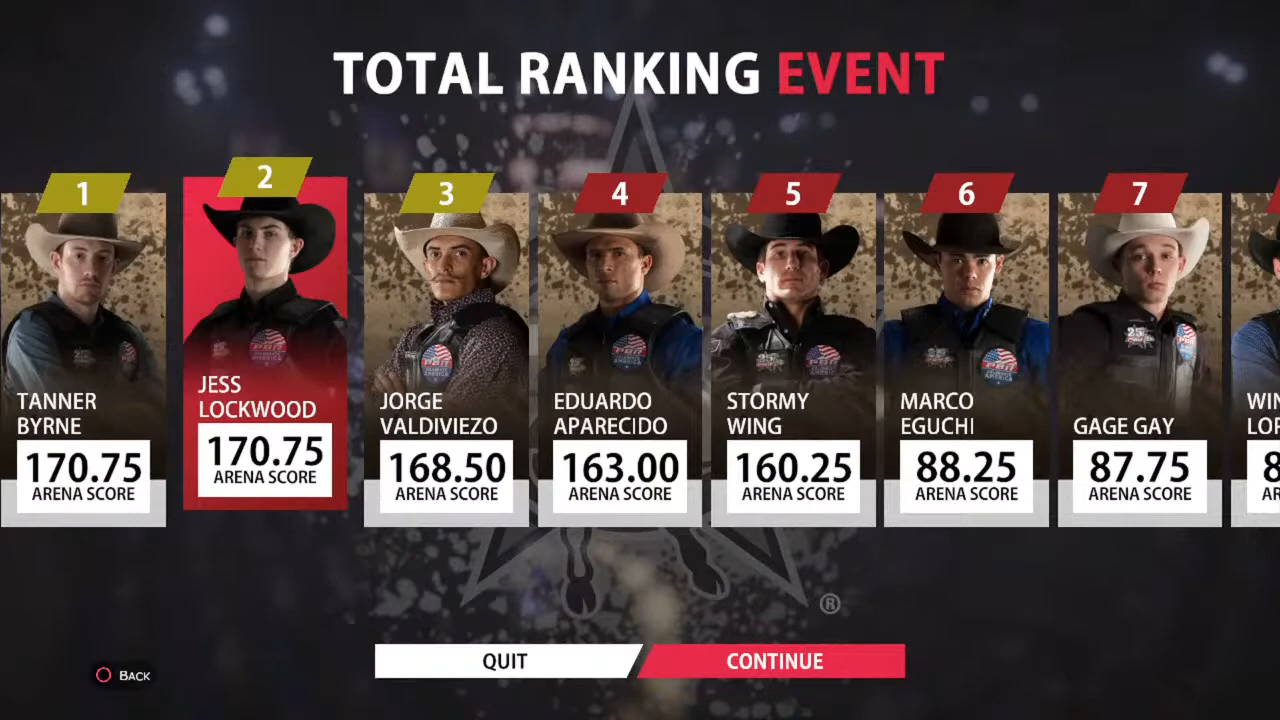 TOTAL RANKING EVENT
1
TANNER
BYRNE
170.75
ARENA SCORE
2
JESS
LOCKWOOD
170.75
ARENA SCORE
3
JORGE
VALDIVIEZO
168.50
ARENA SCORE
4
EDUARDO
APARECIDO
163.00
ARENA SCORE
5
STORMY
WING
160.25
ARENA SCORE
6
MARCO
EGUCHI
88.25
ARENA SCORE
7
GAGE GAY
87.75
ARENA SCORE
®
QUIT
CONTINUE
BACK